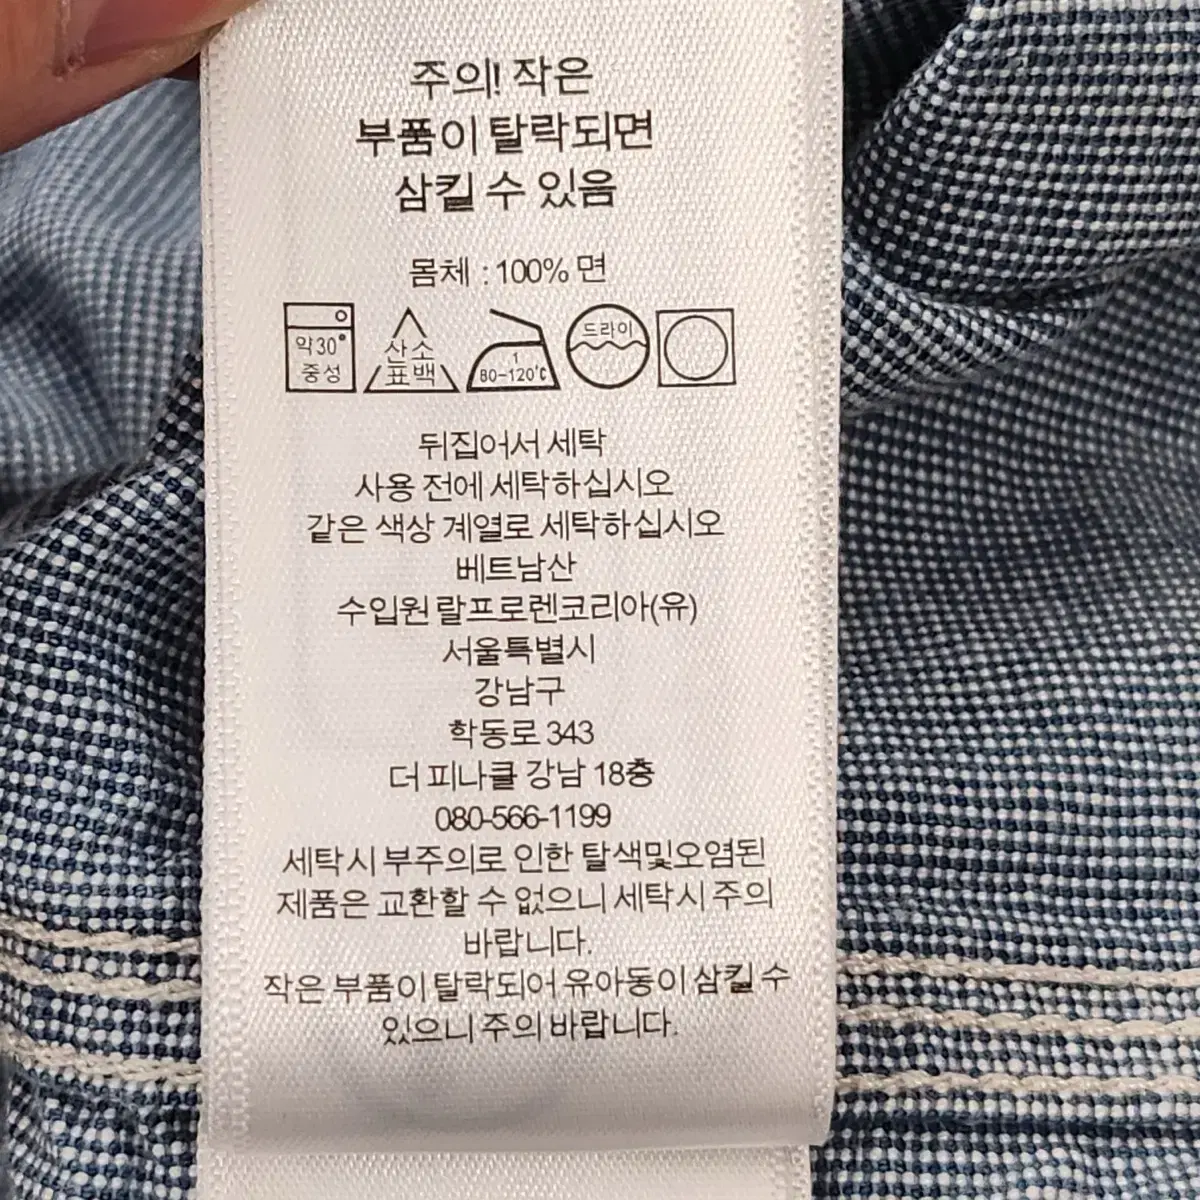 주의! 작은
부품이 탈락되면
삼킬 수 있음
몸체 : 100% 면
약30°
중성
산소
표백
1
80-120°C
드라이
뒤집어서 세탁
사용 전에 세탁하십시오
같은 색상 계열로 세탁하십시오
베트남산
수입원 랄프로렌코리아(유)
서울특별시
강남구
학동로 343
더 피나클 강남 18층
080-566-1199
세탁시 부주의로 인한 탈색및오염된
제품은 교환할 수 없으니 세탁시 주의
바랍니다.
작은 부품이 탈락되어 유아동이 삼킬 수
있으니 주의 바랍니다.